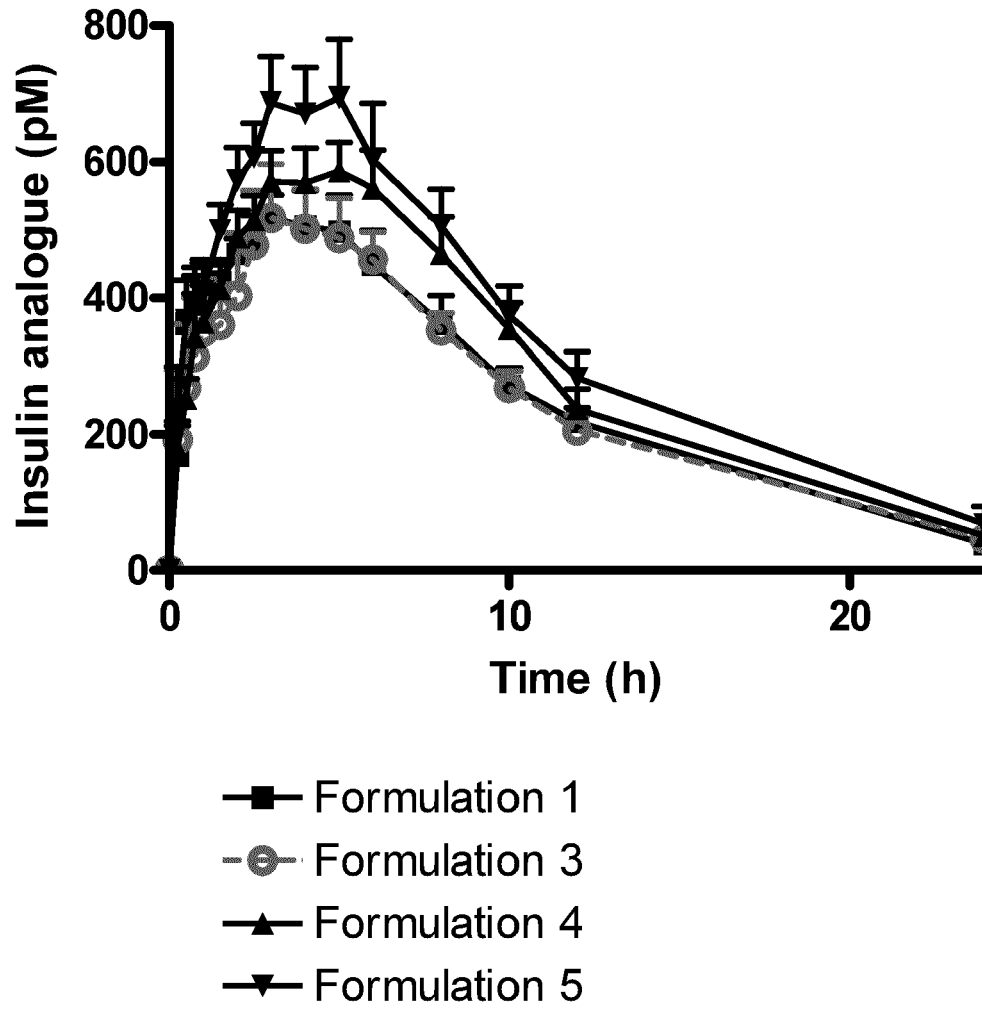 Insulin analogue (pM)
800
600
400
200
0
0
10
20
Time (h)
Formulation 1
Formulation 3
Formulation 4
Formulation 5